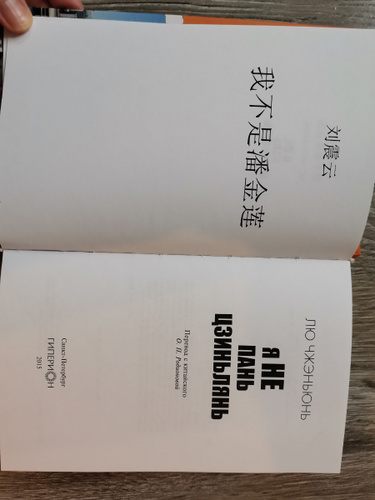 刘震云
我不是潘金莲
ЛЮ ЧЖЭНЬЮНЬ
Я НЕ
ПАНЬ
ЦЗИНЬЛЯНЬ
Перевод с китайского
О. П. Родионовой
Санкт-Петербург
ГИПЕРИОН
2015